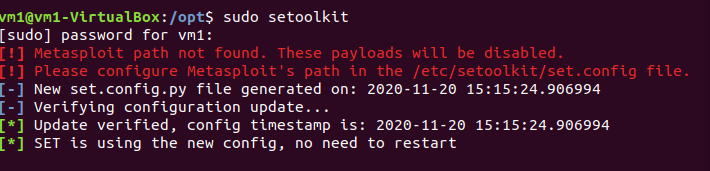 vm1@vm1-VirtualBox:/opt$ sudo setoolkit
[sudo] password for vm1:
[!] Metasploit path not found. These payloads will be disabled.
[!] Please configure Metasploit's path in the /etc/setoolkit/set.config file.
[-] New set.config.py file generated on: 2020-11-20 15:15:24.906994
[-] Verifying configuration update...
[*] Update verified, config timestamp is: 2020-11-20 15:15:24.906994
[*] SET is using the new config, no need to restart